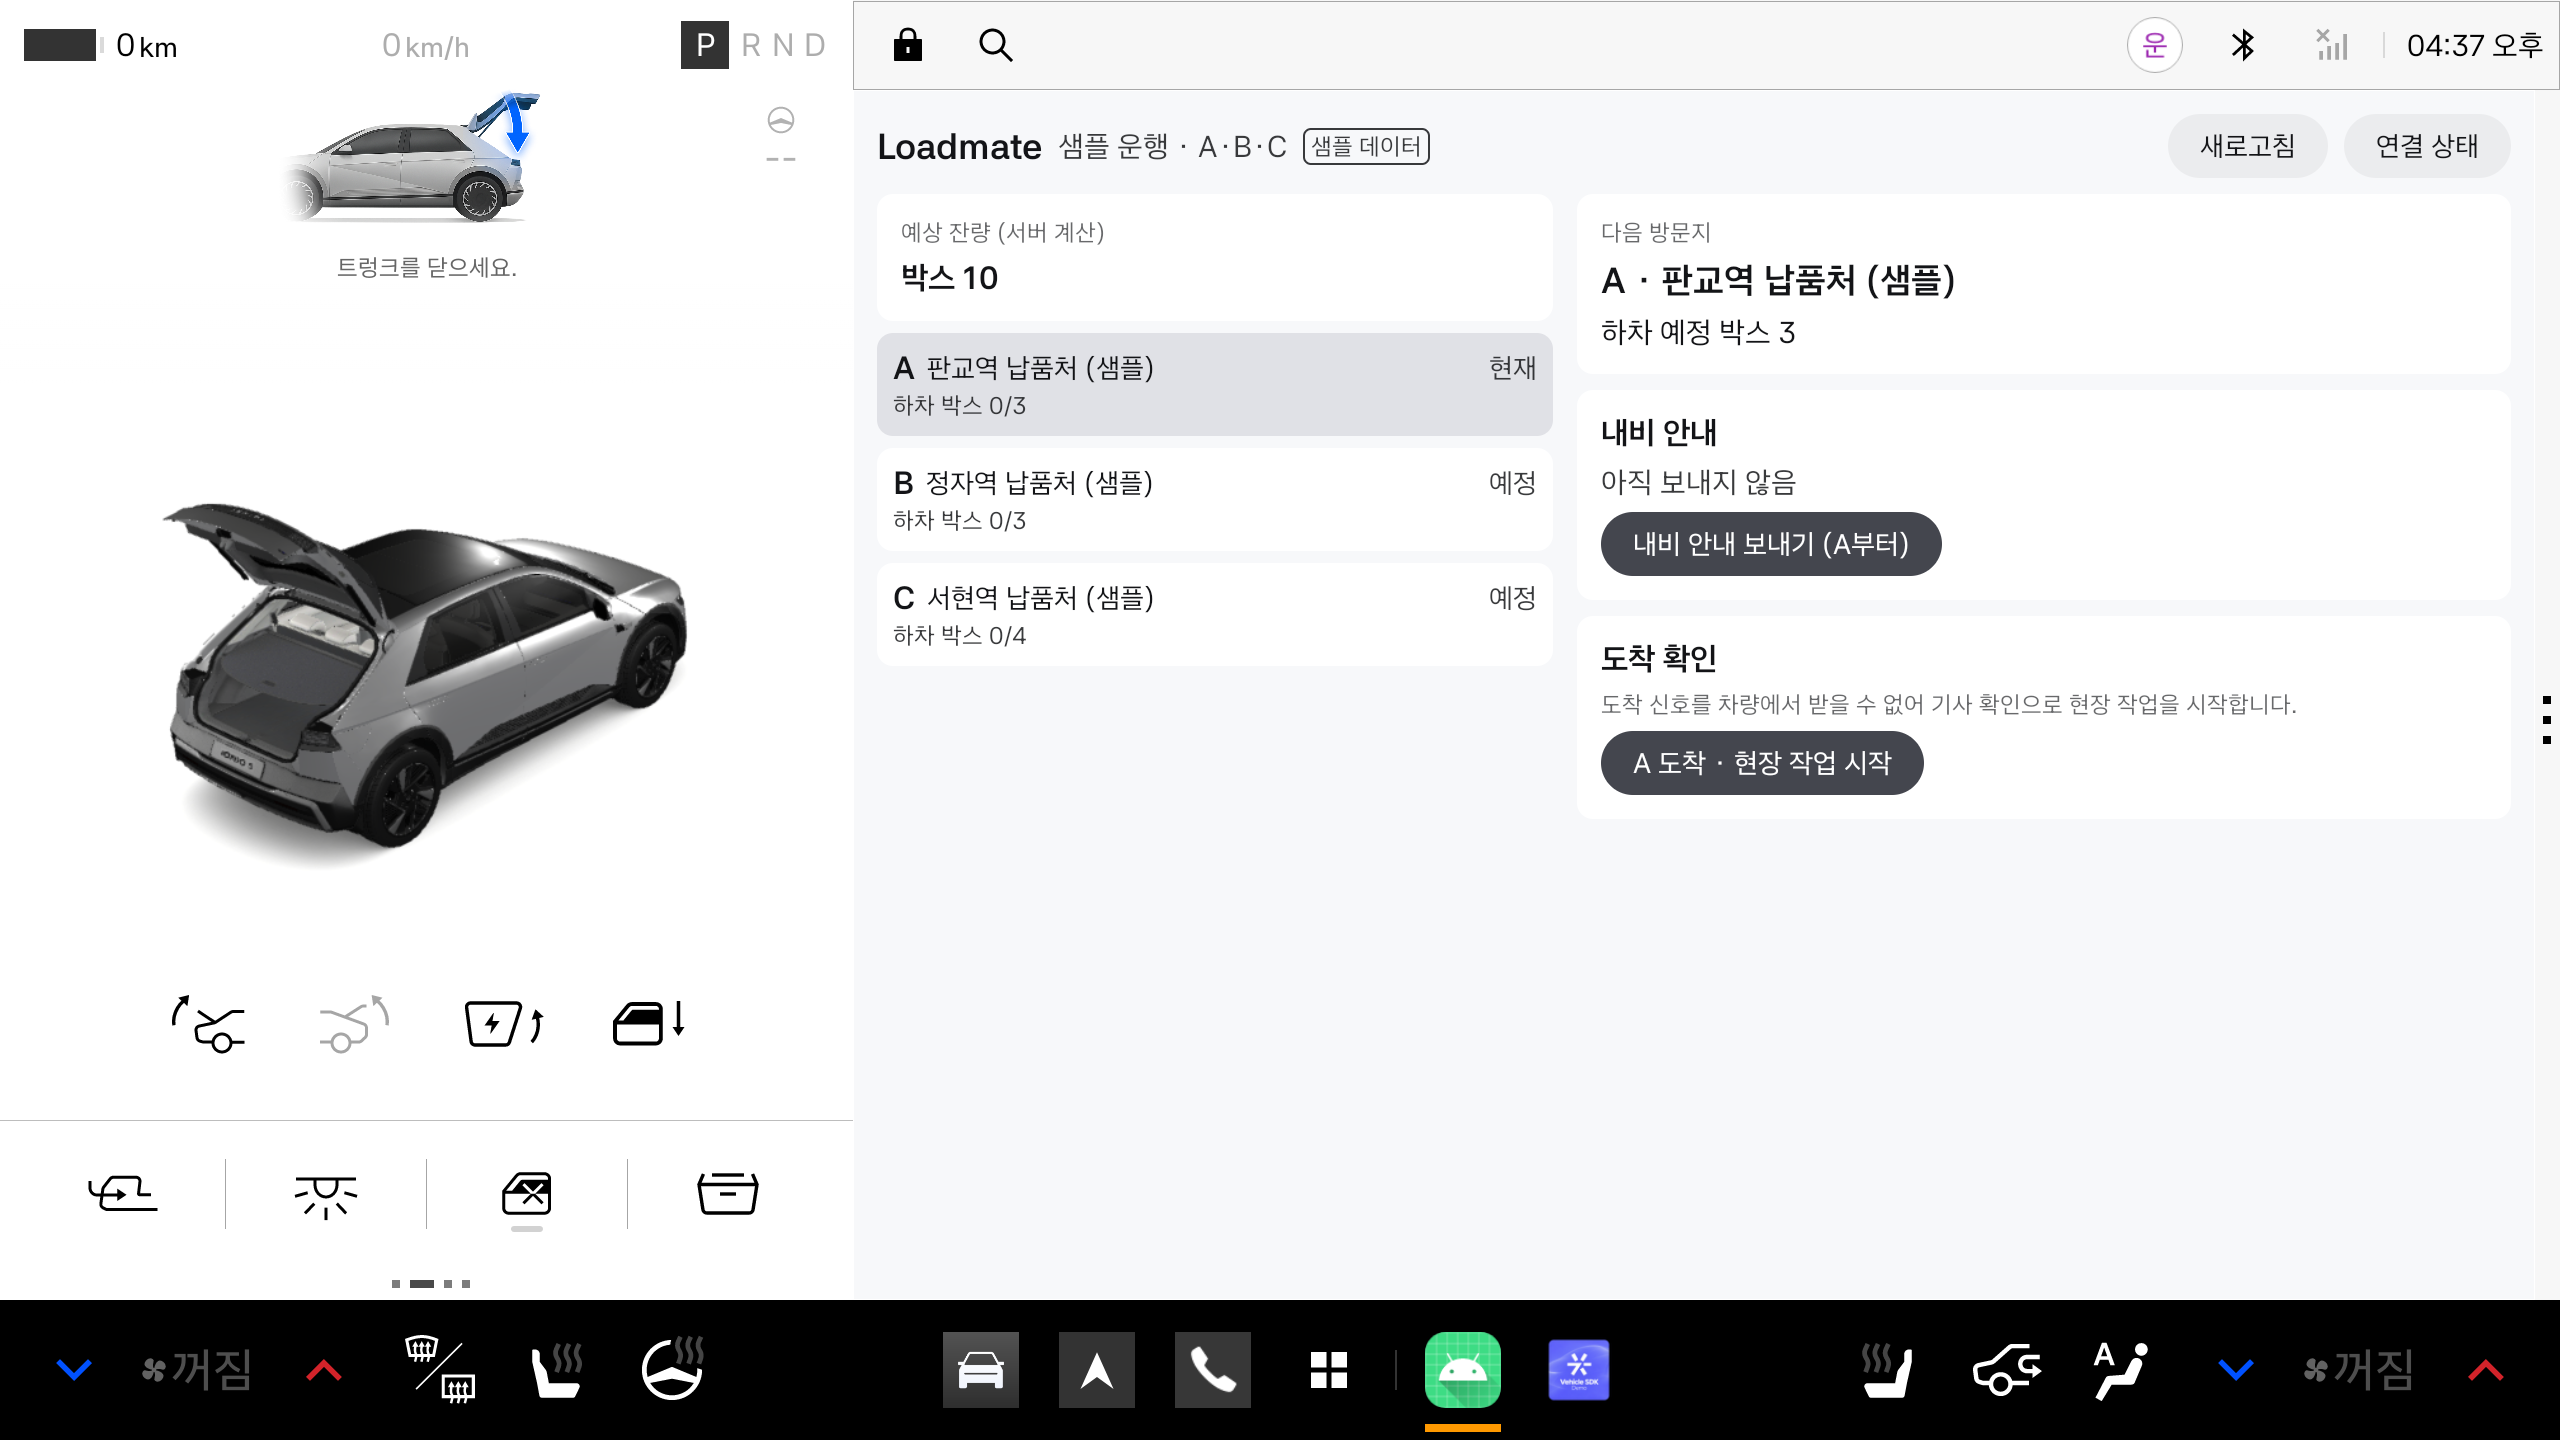 0 km
0 km/h
P R N D
트렁크를 닫으세요.
IONIQ 5
운
04:37 오후
Loadmate 샘플 운행 · A·B·C 샘플 데이터
새로고침
연결 상태
예상 잔량 (서버 계산)
박스 10
A 판교역 납품처 (샘플) 현재
하차 박스 0/3
B 정자역 납품처 (샘플) 예정
하차 박스 0/3
C 서현역 납품처 (샘플) 예정
하차 박스 0/4
다음 방문지
A · 판교역 납품처 (샘플)
하차 예정 박스 3
내비 안내
아직 보내지 않음
내비 안내 보내기 (A부터)
도착 확인
도착 신호를 차량에서 받을 수 없어 기사 확인으로 현장 작업을 시작합니다.
A 도착 · 현장 작업 시작
꺼짐
Vehicle SDK
Demo
A
꺼짐